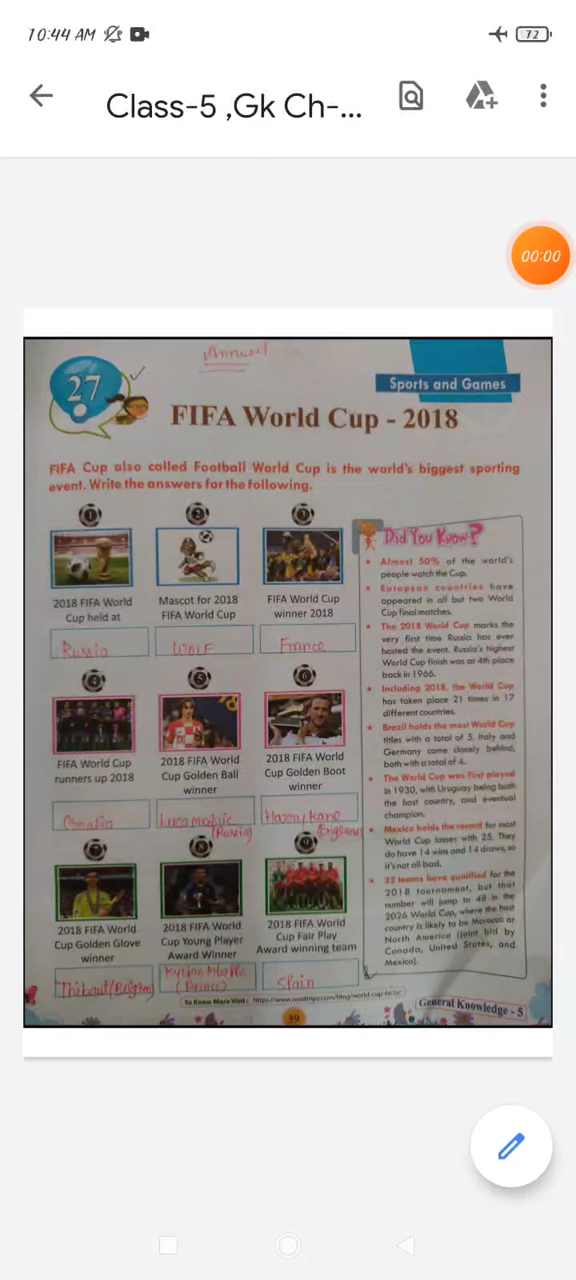 10:44 AM
72
Class-5 ,Gk Ch-...
00:00
Annual
27
Sports and Games
FIFA World Cup - 2018
FIFA Cup also called Football World Cup is the world's biggest sporting
event. Write the answers for the following.
1
2
3
2018 FIFA World
Cup held at
Mascot for 2018
FIFA World Cup
FIFA World Cup
winner 2018
Russia
WOLF
France
4
5
6
FIFA World Cup
runners up 2018
2018 FIFA World
Cup Golden Ball
winner
2018 FIFA World
Cup Golden Boot
winner
Croatia
Luca modric
(Russia)
Harry Kane
(England)
7
8
9
2018 FIFA World
Cup Golden Glove
winner
2018 FIFA World
Cup Young Player
Award Winner
2018 FIFA World
Cup Fair Play
Award winning team
Thibaut (Belgium)
Kylian Mbappe
(France)
Spain
Did You Know?
Almost 50% of the world's
people watch the Cup.
European countries have
appeared in all but two World
Cup final matches.
The 2018 World Cup marks the
very first time Russia has ever
hosted the event. Russia's highest
World Cup finish was at 4th place
back in 1966.
Including 2018, the World Cup
has taken place 21 times in 17
different countries.
Brazil holds the most World Cup
titles with a total of 5. Italy and
Germany come closely behind,
both with a total of 4.
The World Cup was first played
in 1930, with Uruguay being both
the host country, and eventual
champion.
Mexico holds the record for most
World Cup losses with 25. They
do have 14 wins and 14 draws, so
it's not all bad.
32 teams have qualified for the
2018 tournament, but that
number will jump to 48 in the
2026 World Cup, where the host
country is likely to be Morocco or
North America (joint bid by
Canada, United States, and
Mexico).
To Know More Visit :
General Knowledge - 5
39